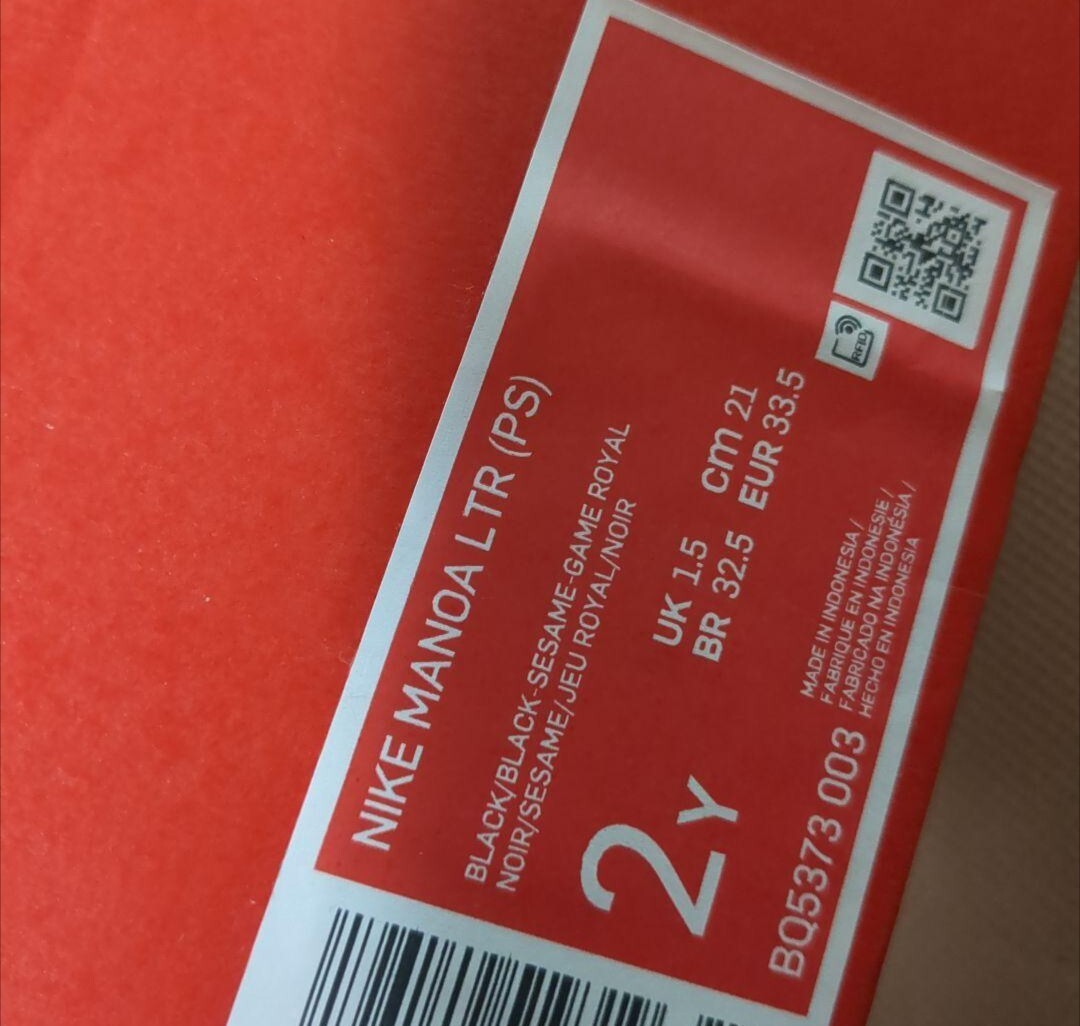 NIKE MANOA LTR (PS)
BLACK/BLACK-SESAME-GAME ROYAL
NOIR/SESAME/JEU ROYAL/NOIR
2Y
UK 1.5 cm 21
BR 32.5 EUR 33.5
RFID
BQ5373 003
MADE IN INDONESIA /
FABRIQUE EN INDONESIE /
FABRICADO NA INDONÉSIA /
HECHO EN INDONESIA